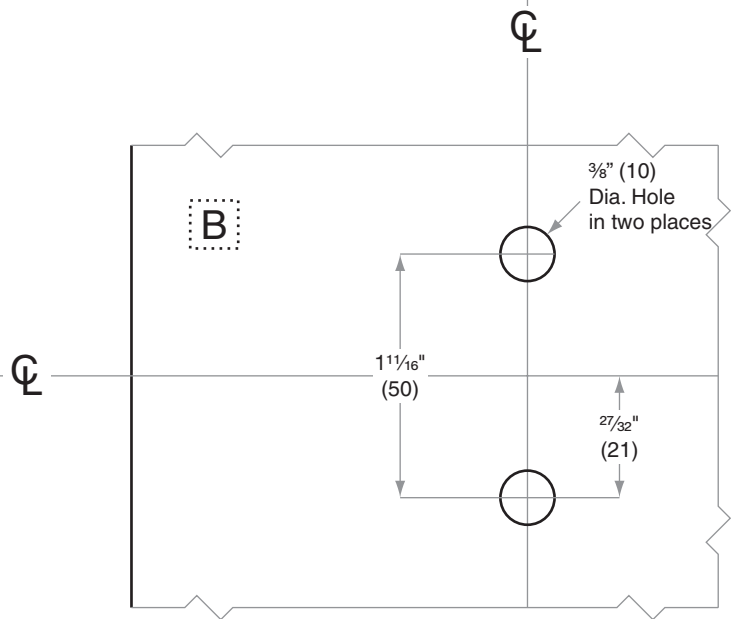 ℄
⅜” (10)
Dia. Hole
in two places
B
1¹¹⁄₁₆"
(50)
℄
²⁷⁄₃₂"
(21)